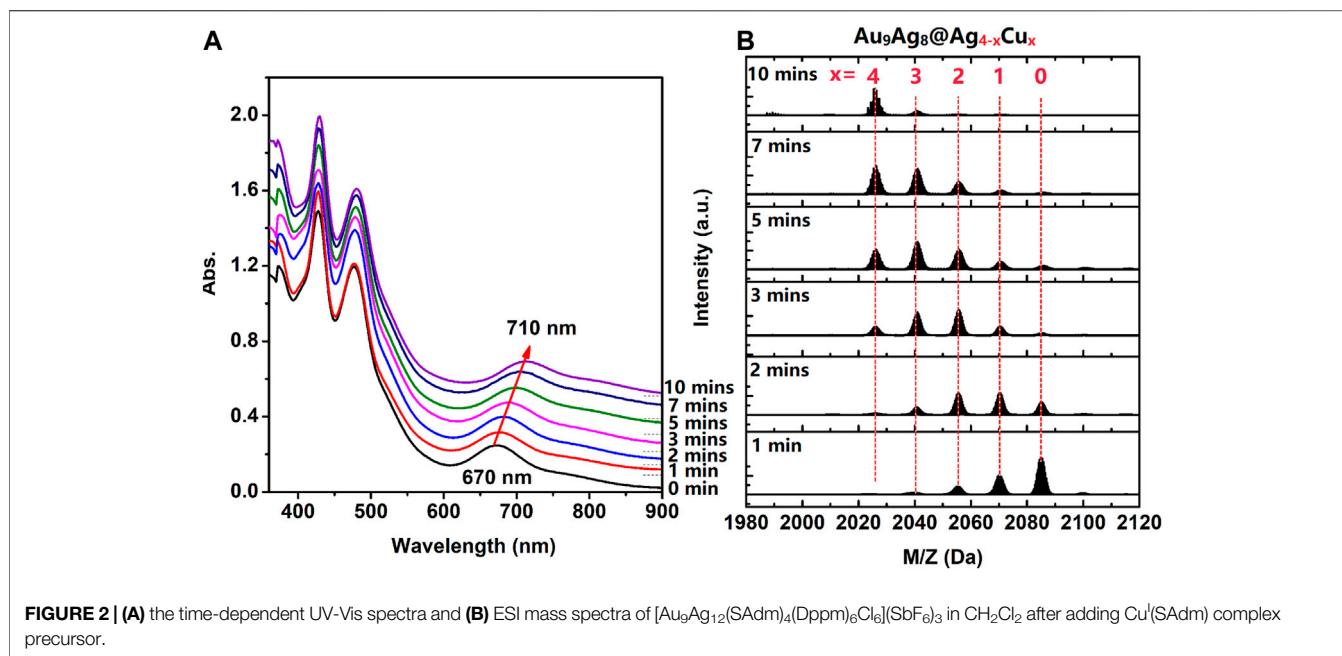 A
2.0
1.6
1.2
0.8
0.4
0.0
Abs.
710 nm
670 nm
10 mins
7 mins
5 mins
3 mins
2 mins
1 min
0 min
400 500 600 700 800 900
Wavelength (nm)
B
Au₉Ag₈@Ag₄₋ₓCuₓ
10 mins x= 4 3 2 1 0
7 mins
5 mins
3 mins
2 mins
1 min
Intensity (a.u.)
1980 2000 2020 2040 2060 2080 2100 2120
M/Z (Da)
FIGURE 2 | (A) the time-dependent UV-Vis spectra and (B) ESI mass spectra of [Au₉Ag₁₂(SAdm)₄(Dppm)₆Cl₆](SbF₆)₃ in CH₂Cl₂ after adding Cuᴵ(SAdm) complex
precursor.